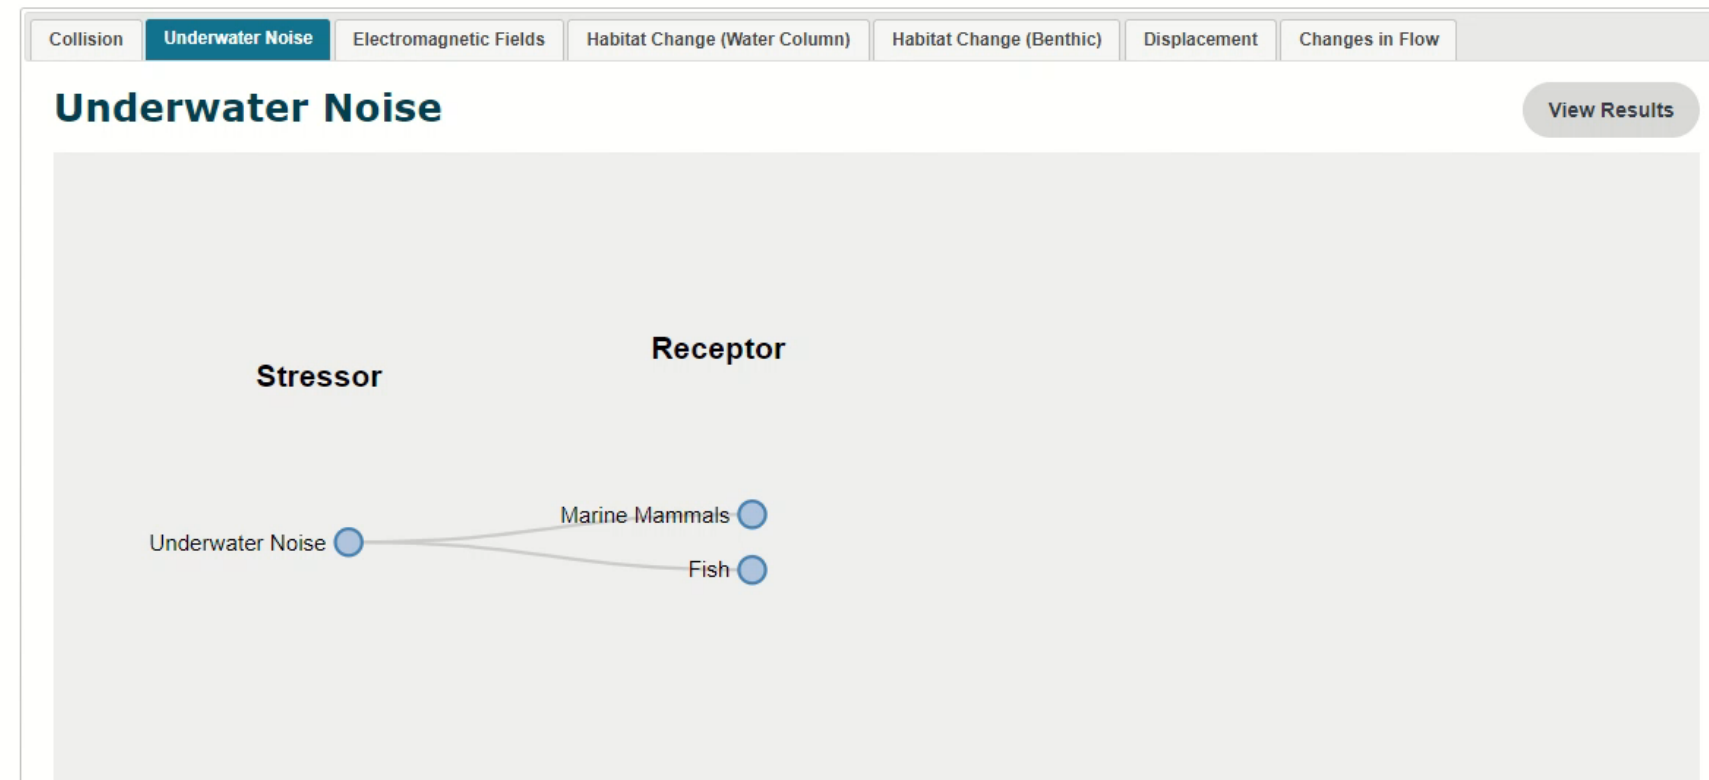 Collision
Underwater Noise
Electromagnetic Fields
Habitat Change (Water Column)
Habitat Change (Benthic)
Displacement
Changes in Flow
Underwater Noise
View Results
Receptor
Stressor
Marine Mammals
Underwater Noise
Fish